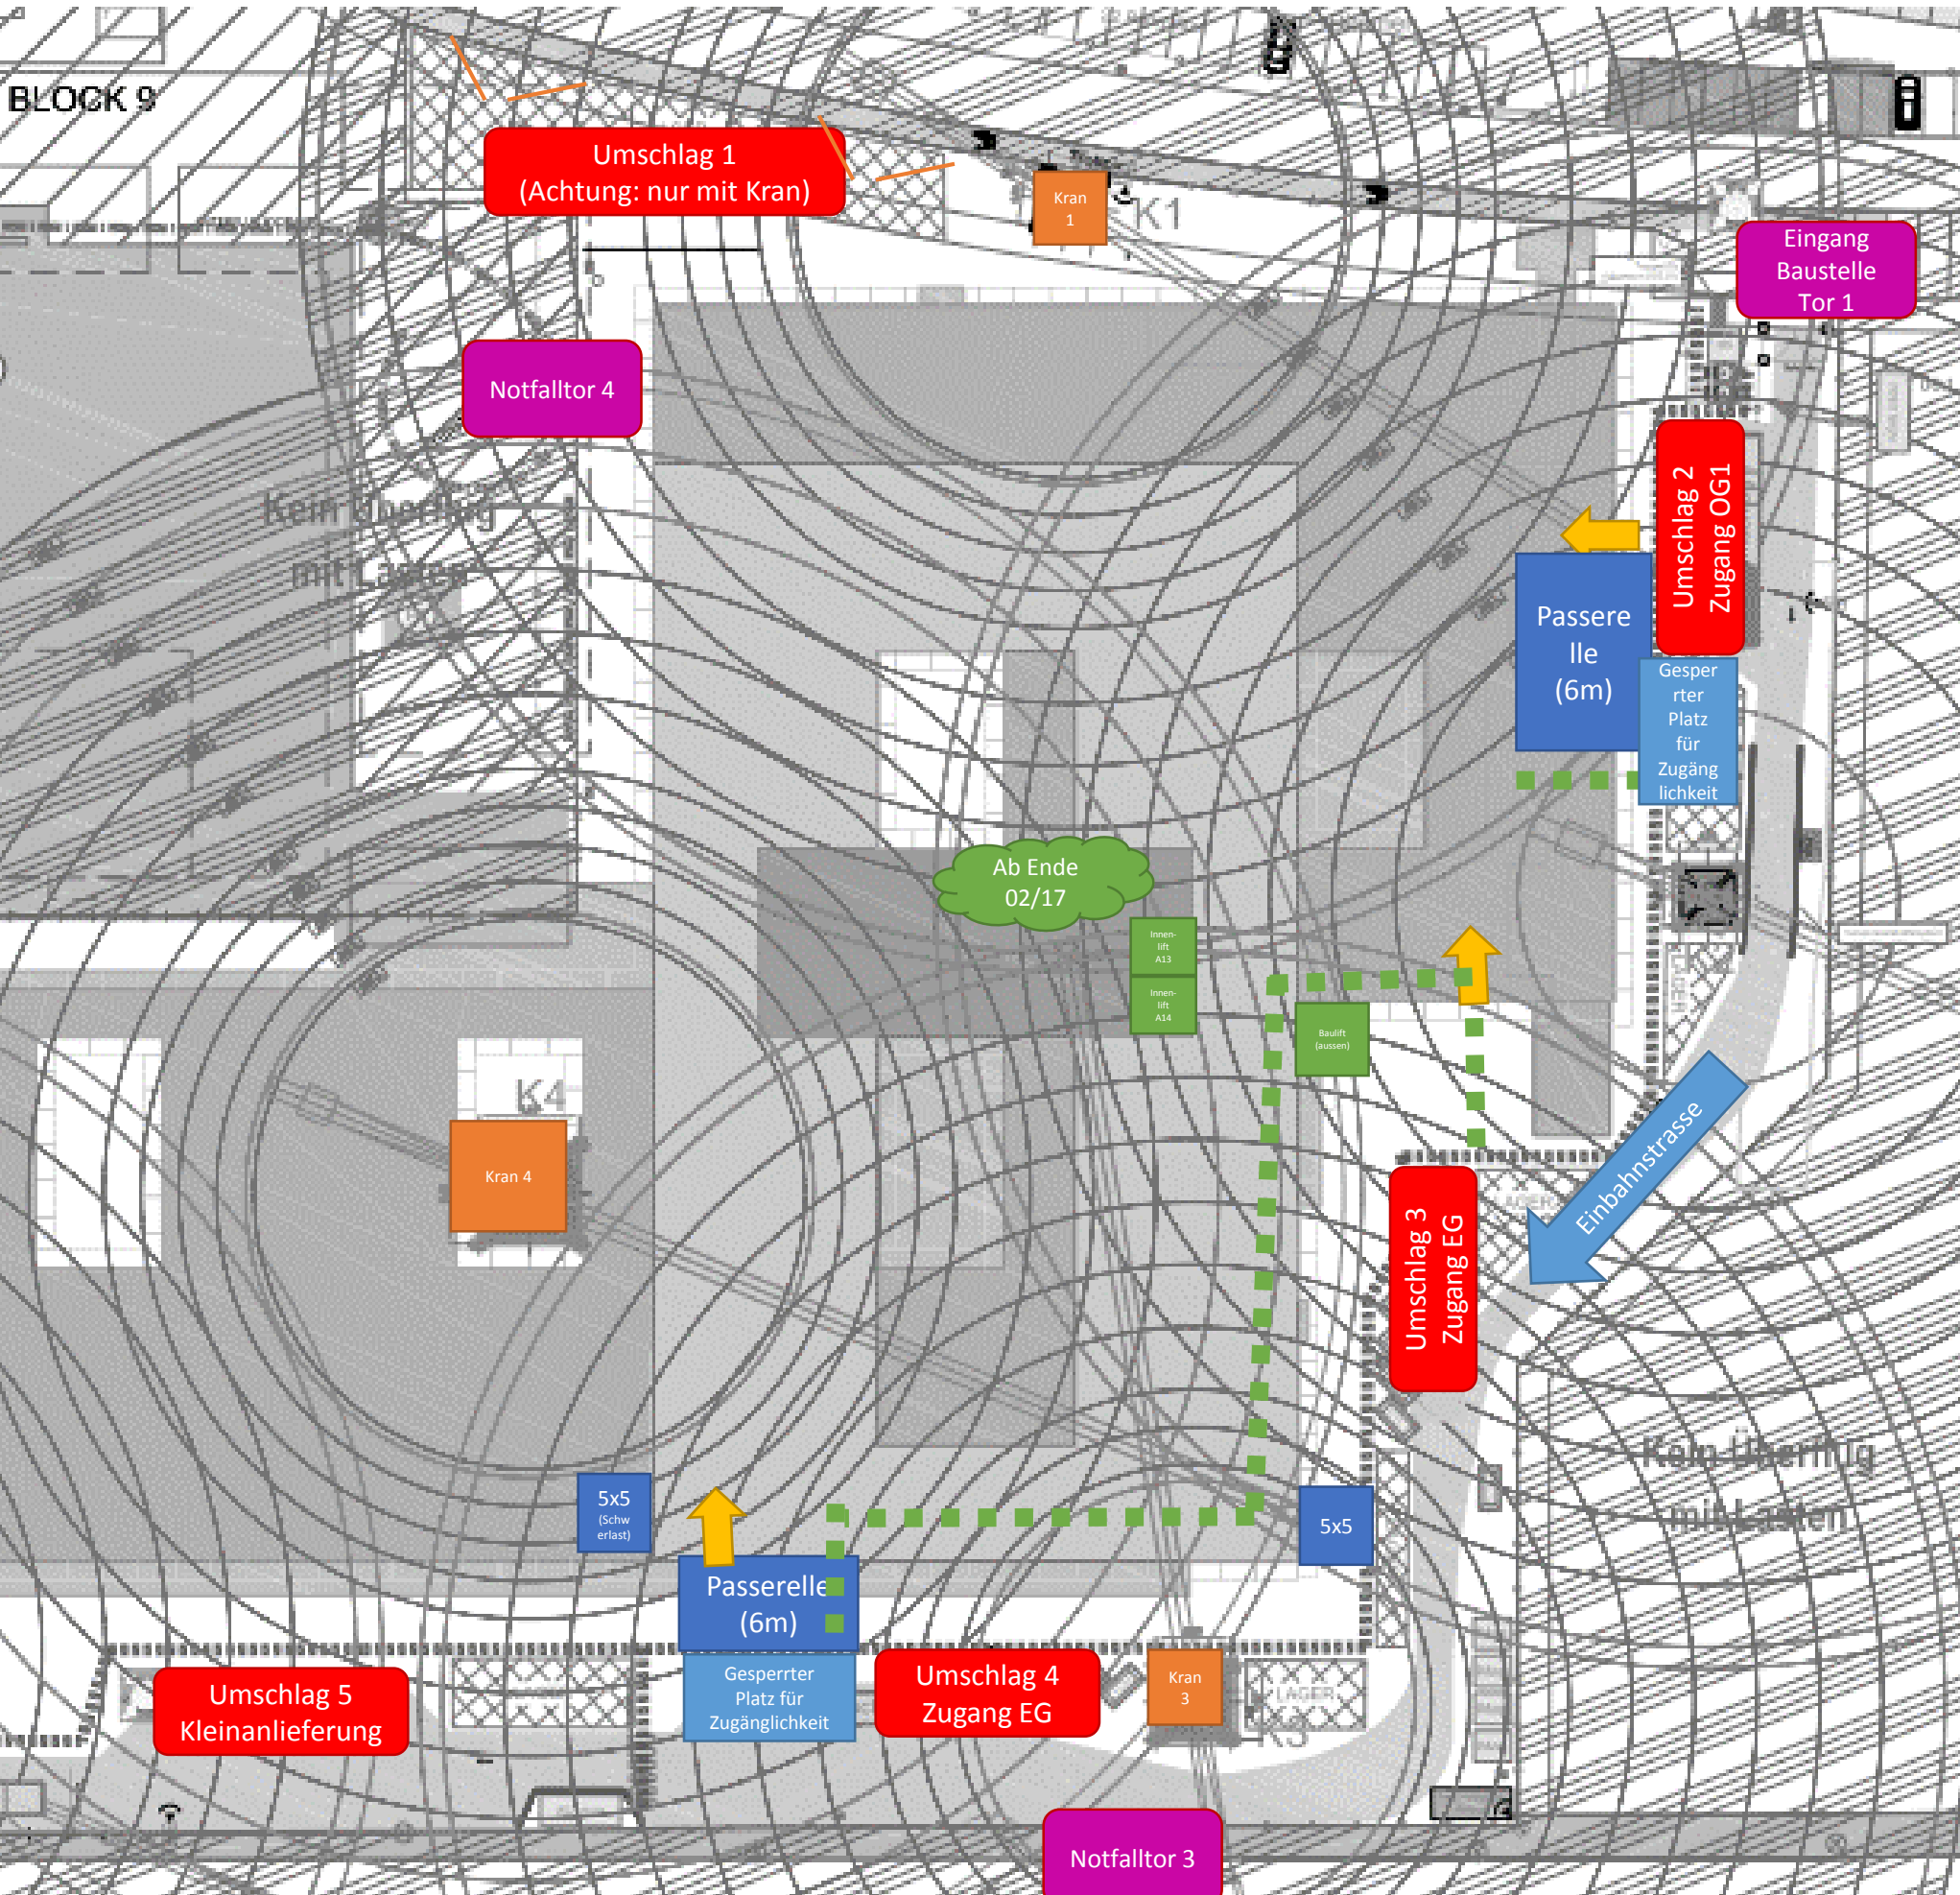 BLOCK 9
Umschlag 1
(Achtung: nur mit Kran)
Kran
1
K1
Eingang
Baustelle
Tor 1
Notfalltor 4
Kein Überflug
mit Lasten
Umschlag 2
Zugang OG1
Passere
lle
(6m)
Gesper
rter
Platz
für
Zugäng
lichkeit
Ab Ende
02/17
Innen-
lift
A13
Innen-
lift
A14
Baulift
(aussen)
K4
Kran 4
Einbahnstrasse
Umschlag 3
Zugang EG
LAGER
Kein Überflug
mit Lasten
5x5
(Schw
erlast)
5x5
Passerelle
(6m)
Gesperrter
Platz für
Zugänglichkeit
Umschlag 4
Zugang EG
Kran
3
LAGER
K3
Umschlag 5
Kleinanlieferung
Notfalltor 3